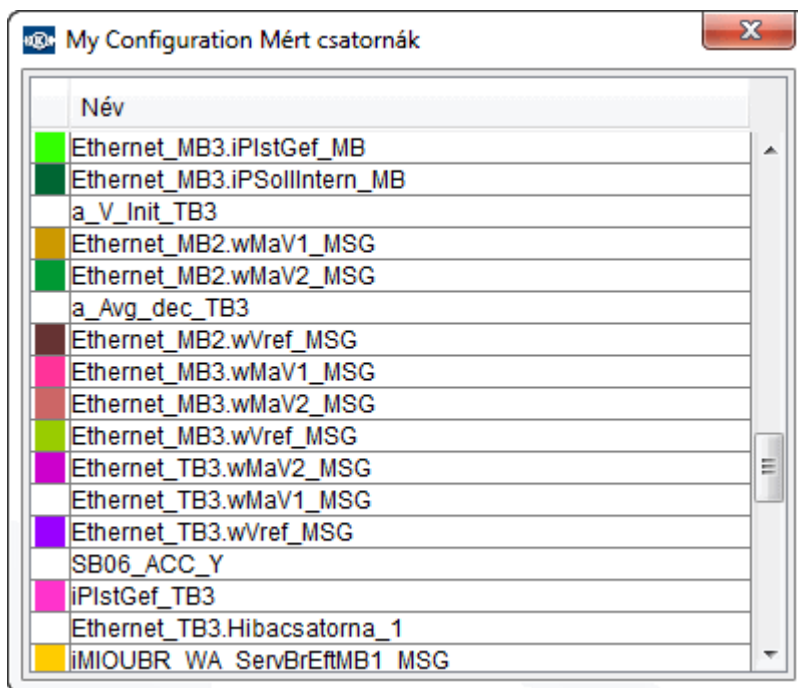 My Configuration Mért csatornák
Név
Ethernet_MB3.iPIstGef_MB
Ethernet_MB3.iPSollIntern_MB
a_V_Init_TB3
Ethernet_MB2.wMaV1_MSG
Ethernet_MB2.wMaV2_MSG
a_Avg_dec_TB3
Ethernet_MB2.wVref_MSG
Ethernet_MB3.wMaV1_MSG
Ethernet_MB3.wMaV2_MSG
Ethernet_MB3.wVref_MSG
Ethernet_TB3.wMaV2_MSG
Ethernet_TB3.wMaV1_MSG
Ethernet_TB3.wVref_MSG
SB06_ACC_Y
iPIstGef_TB3
Ethernet_TB3.Hibacsatorna_1
iMIOUBR_WA_ServBrEftMB1_MSG